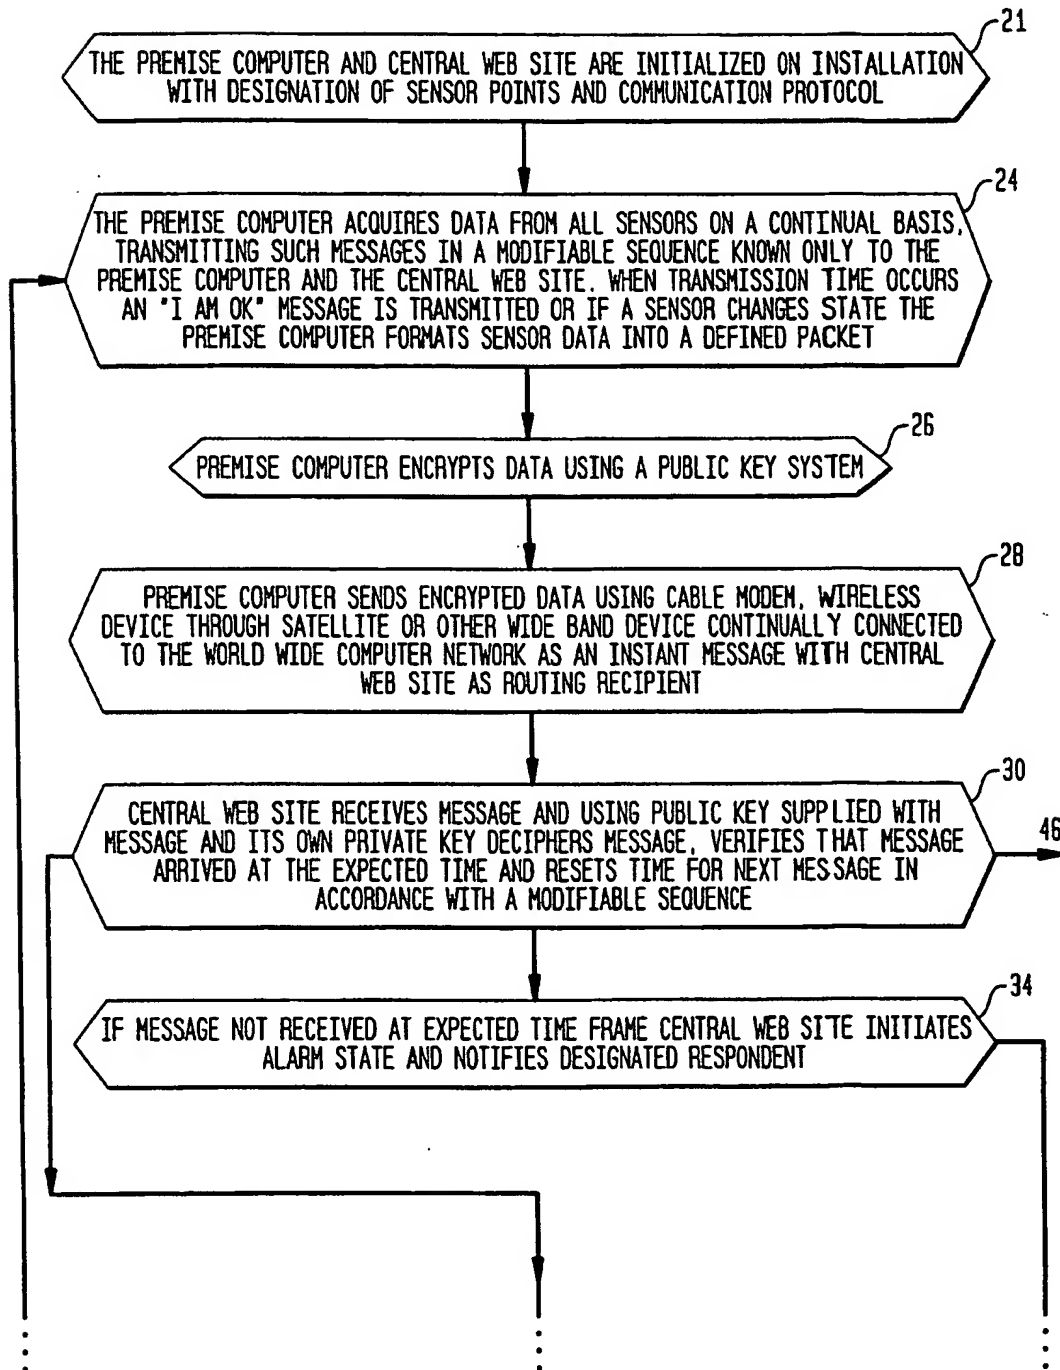 21
THE PREMISE COMPUTER AND CENTRAL WEB SITE ARE INITIALIZED ON INSTALLATION
WITH DESIGNATION OF SENSOR POINTS AND COMMUNICATION PROTOCOL
24
THE PREMISE COMPUTER ACQUIRES DATA FROM ALL SENSORS ON A CONTINUAL BASIS,
TRANSMITTING SUCH MESSAGES IN A MODIFIABLE SEQUENCE KNOWN ONLY TO THE
PREMISE COMPUTER AND THE CENTRAL WEB SITE. WHEN TRANSMISSION TIME OCCURS
AN "I AM OK" MESSAGE IS TRANSMITTED OR IF A SENSOR CHANGES STATE THE
PREMISE COMPUTER FORMATS SENSOR DATA INTO A DEFINED PACKET
26
PREMISE COMPUTER ENCRYPTS DATA USING A PUBLIC KEY SYSTEM
28
PREMISE COMPUTER SENDS ENCRYPTED DATA USING CABLE MODEM, WIRELESS
DEVICE THROUGH SATELLITE OR OTHER WIDE BAND DEVICE CONTINUALLY CONNECTED
TO THE WORLD WIDE COMPUTER NETWORK AS AN INSTANT MESSAGE WITH CENTRAL
WEB SITE AS ROUTING RECIPIENT
30
CENTRAL WEB SITE RECEIVES MESSAGE AND USING PUBLIC KEY SUPPLIED WITH
MESSAGE AND ITS OWN PRIVATE KEY DECIPHERS MESSAGE, VERIFIES THAT MESSAGE
ARRIVED AT THE EXPECTED TIME AND RESETS TIME FOR NEXT MESSAGE IN
ACCORDANCE WITH A MODIFIABLE SEQUENCE
46
34
IF MESSAGE NOT RECEIVED AT EXPECTED TIME FRAME CENTRAL WEB SITE INITIATES
ALARM STATE AND NOTIFIES DESIGNATED RESPONDENT